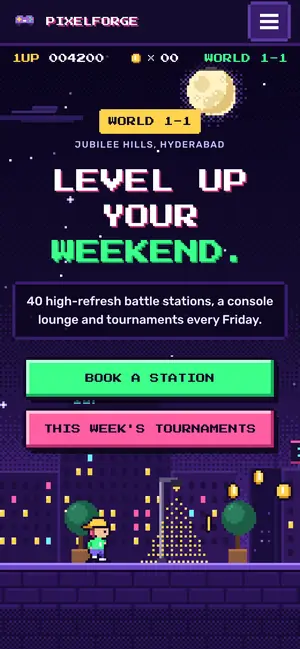 PIXELFORGE
1UP 004200 × 00 WORLD 1-1
WORLD 1-1
JUBILEE HILLS, HYDERABAD
LEVEL UP
YOUR
WEEKEND.
40 high-refresh battle stations, a console
lounge and tournaments every Friday.
BOOK A STATION
THIS WEEK'S TOURNAMENTS